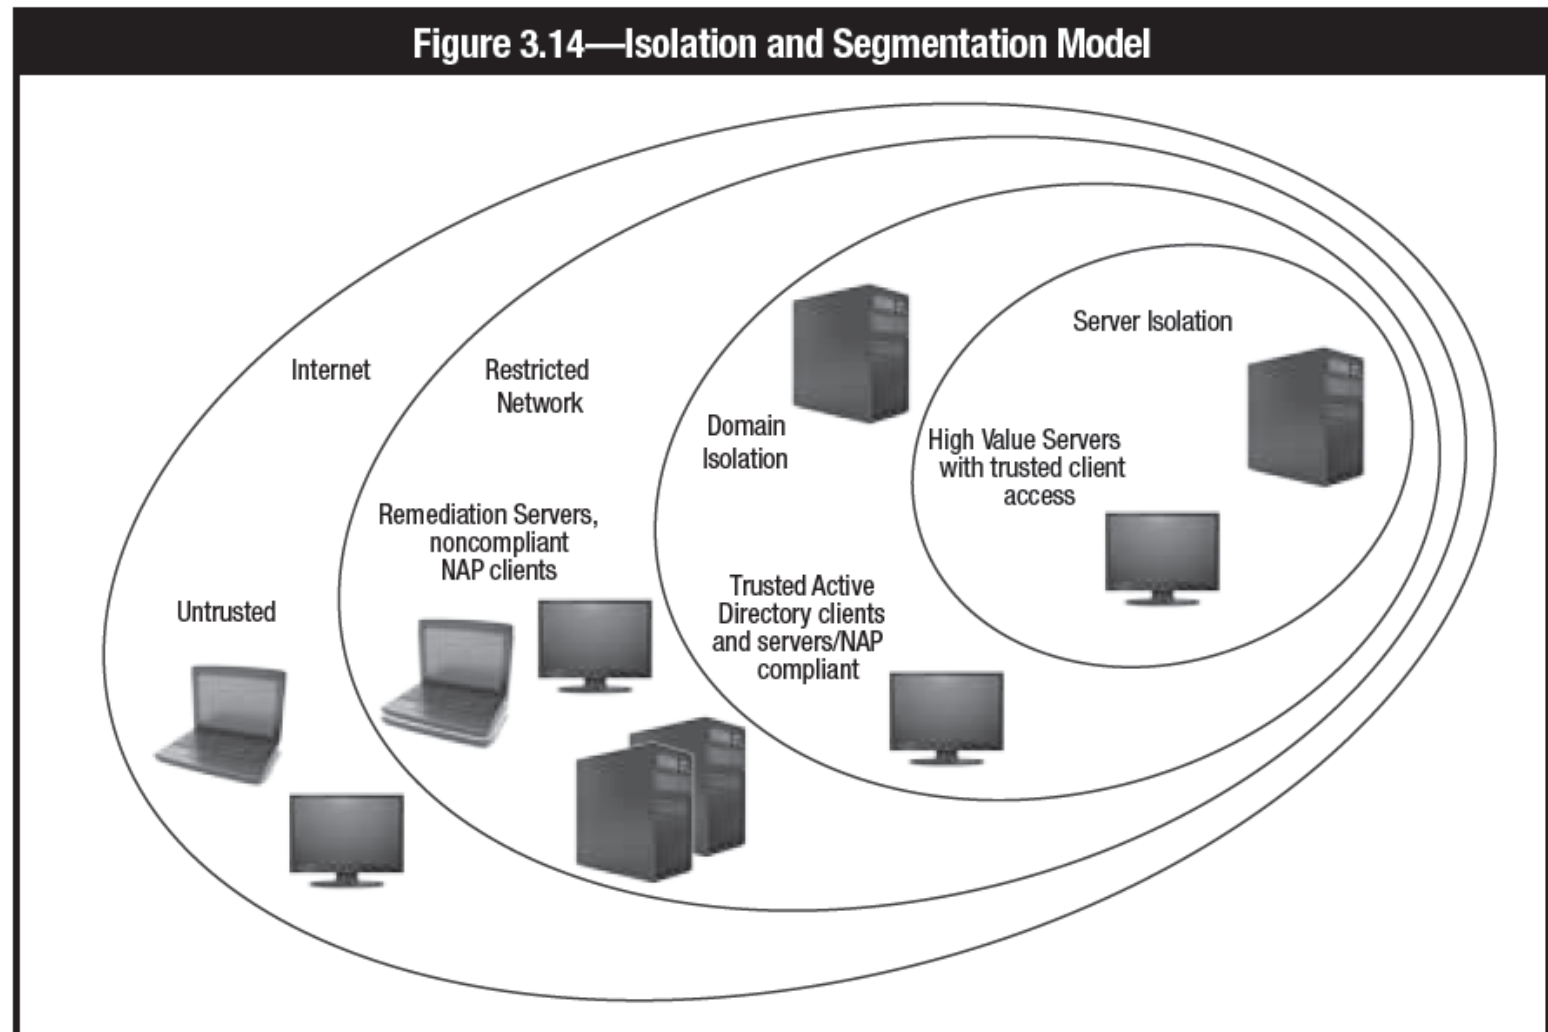 Figure 3.14—Isolation and Segmentation Model
Internet
Untrusted
Restricted
Network
Remediation Servers,
noncompliant
NAP clients
Domain
Isolation
Trusted Active
Directory clients
and servers/NAP
compliant
Server Isolation
High Value Servers
with trusted client
access